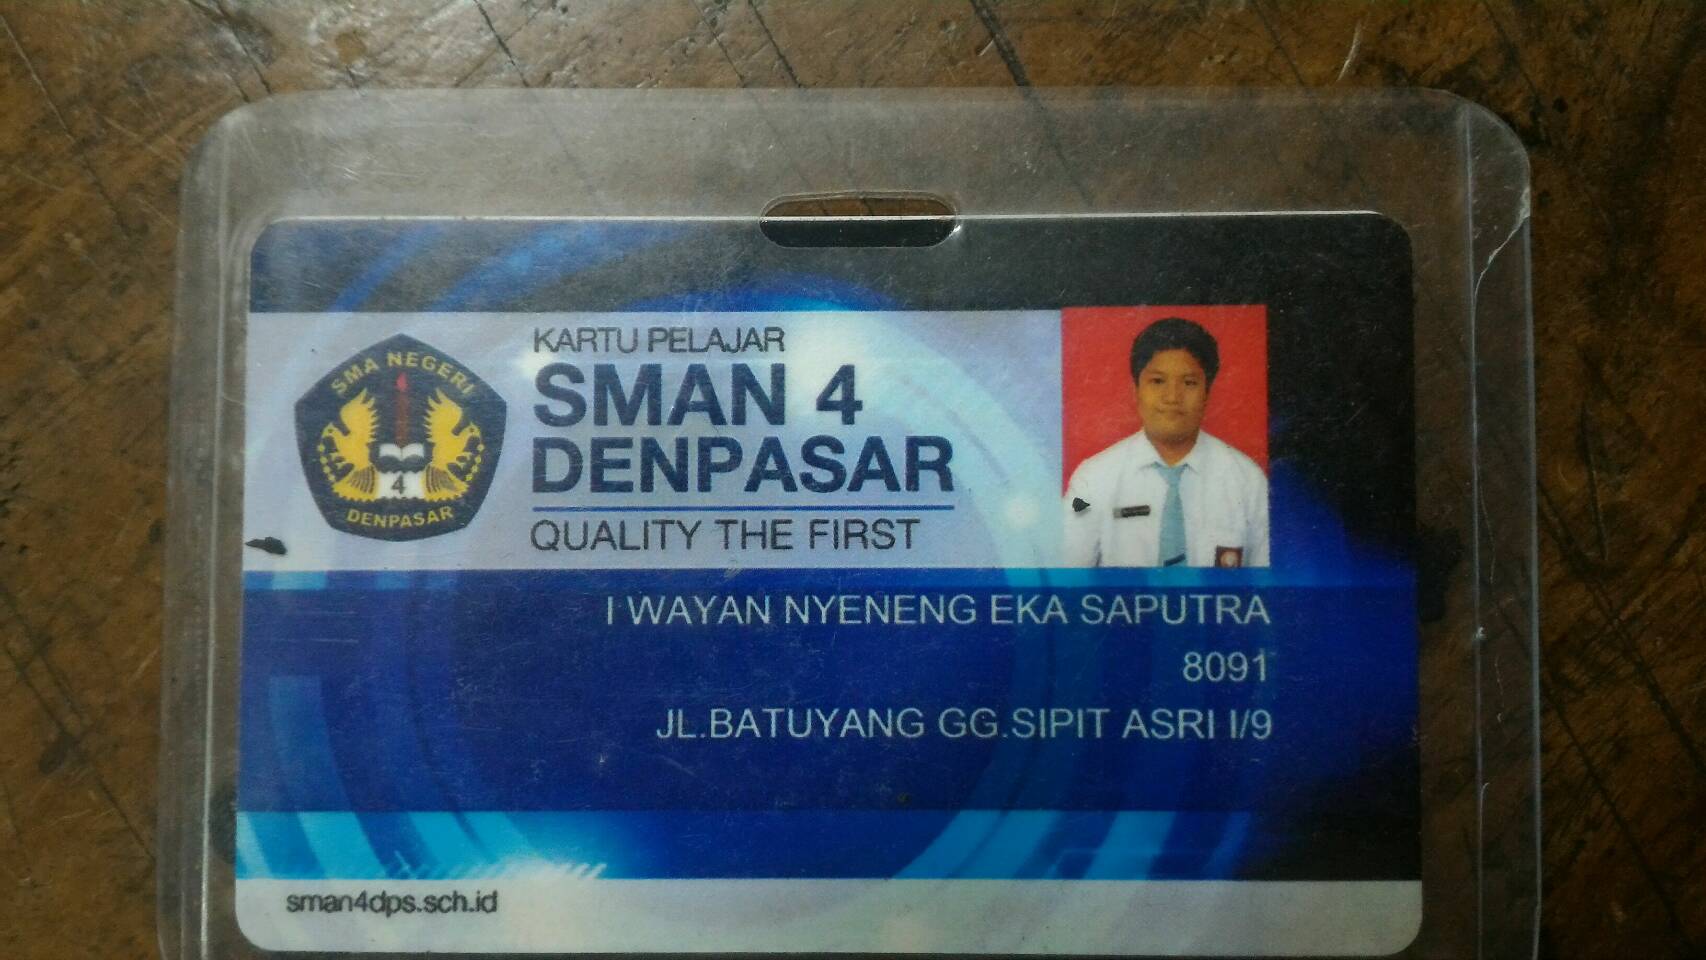 SMA NEGERI
4
DENPASAR
KARTU PELAJAR
SMAN 4
DENPASAR
QUALITY THE FIRST
I WAYAN NYENENG EKA SAPUTRA
8091
JL.BATUYANG GG.SIPIT ASRI I/9
sman4dps.sch.id